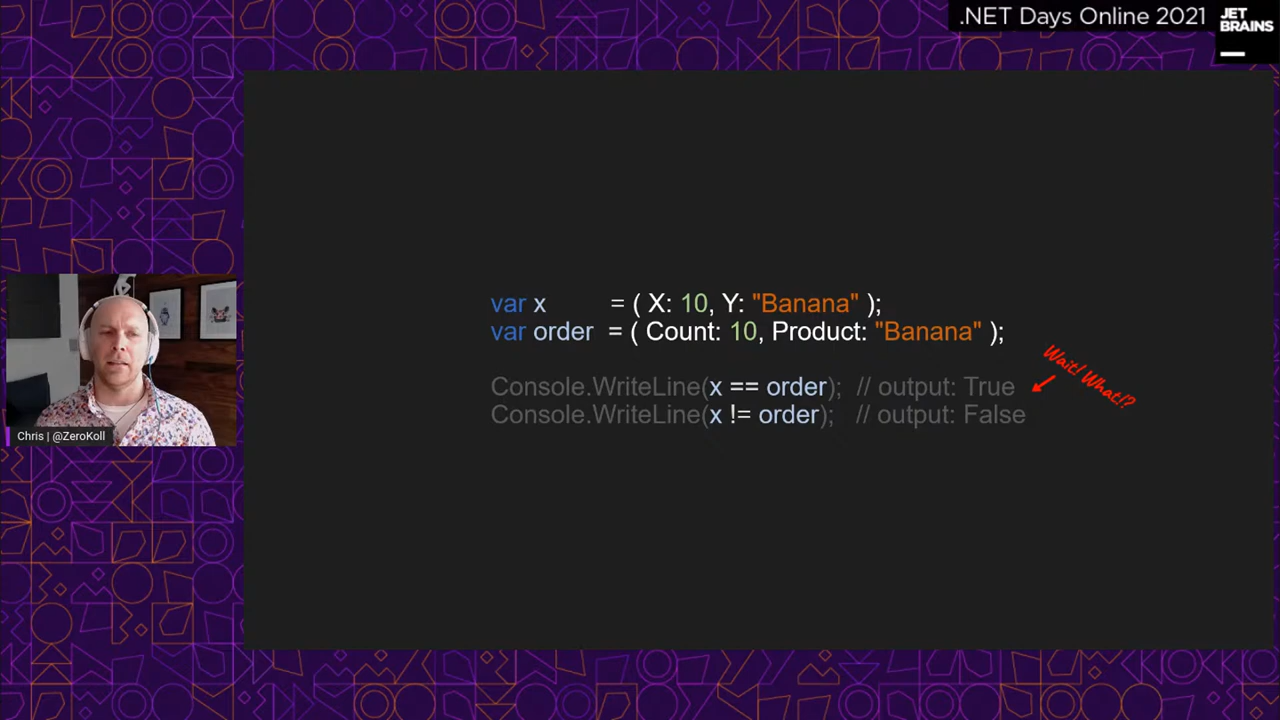 .NET Days Online 2021
JET
BRAINS
var x = ( X: 10, Y: "Banana" );
var order = ( Count: 10, Product: "Banana" );
Wait! What!?
Console.WriteLine(x == order); // output: True
Console.WriteLine(x != order); // output: False
Chris | @ZeroKoll